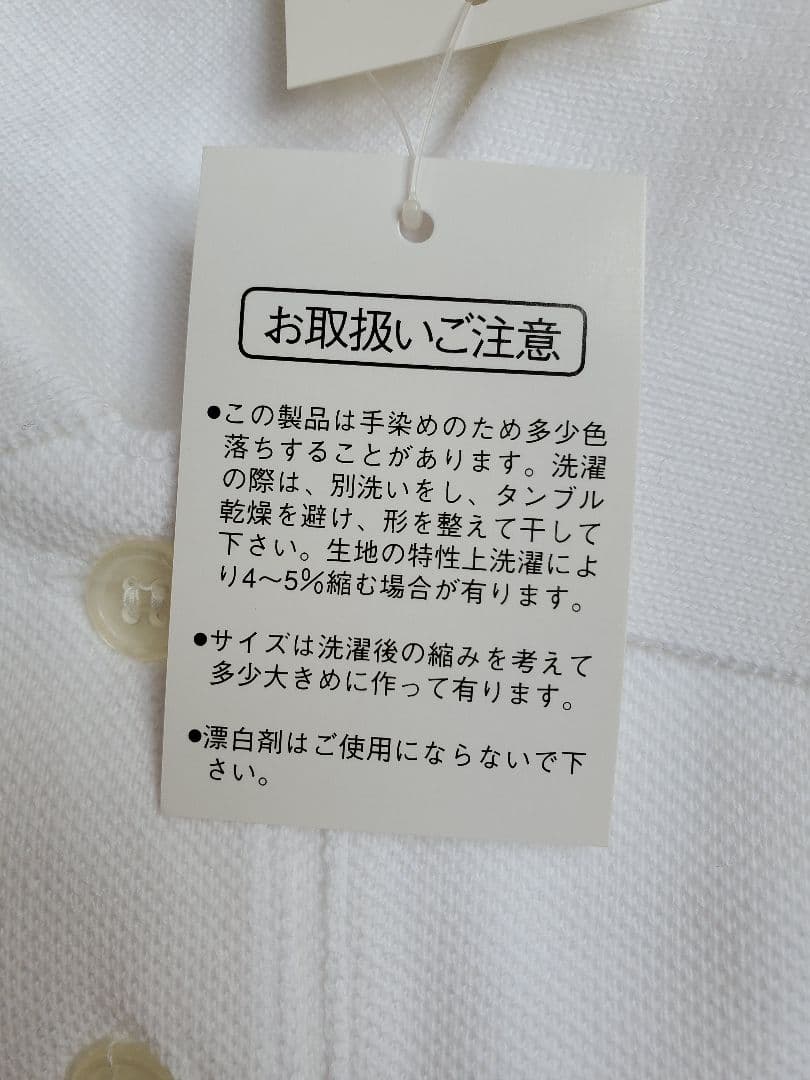 お取扱いご注意
●この製品は手染めのため多少色
落ちすることがあります。洗濯
の際は、別洗いをし、タンブル
乾燥を避け、形を整えて干して
下さい。生地の特性上洗濯によ
り4〜5%縮む場合が有ります。
●サイズは洗濯後の縮みを考えて
多少大きめに作って有ります。
●漂白剤はご使用にならないで下
さい。